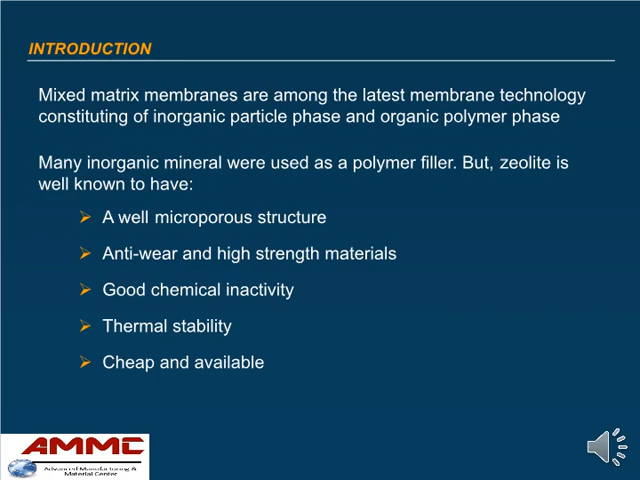 INTRODUCTION
Mixed matrix membranes are among the latest membrane technology
constituting of inorganic particle phase and organic polymer phase
Many inorganic mineral were used as a polymer filler. But, zeolite is
well known to have:
A well microporous structure
Anti-wear and high strength materials
Good chemical inactivity
Thermal stability
Cheap and available
AMMC
Advanced Manufacturing &
Material Center